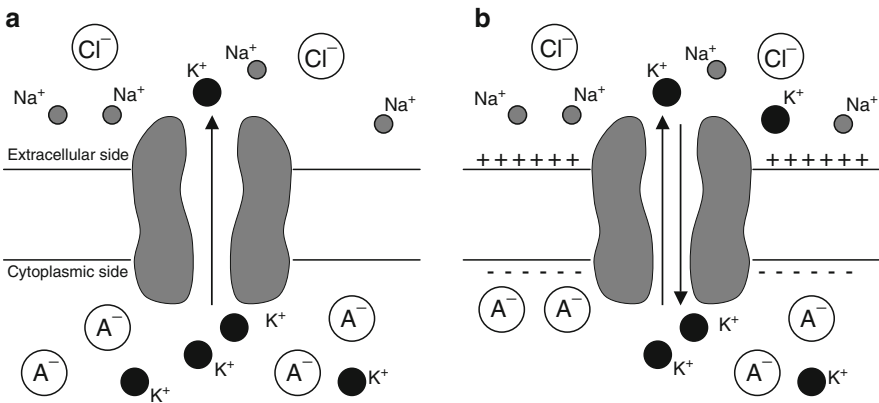 a
Cl⁻
Na⁺
Cl⁻
K⁺
Na⁺
Na⁺
Na⁺
Extracellular side
Cytoplasmic side
A⁻
K⁺
A⁻
K⁺
A⁻
K⁺
A⁻
K⁺
b
Cl⁻
Na⁺
Cl⁻
K⁺
Na⁺
Na⁺
K⁺
Na⁺
++++++
++++++
- - - - - -
- - - - - -
A⁻
A⁻
K⁺
A⁻
K⁺
A⁻
K⁺